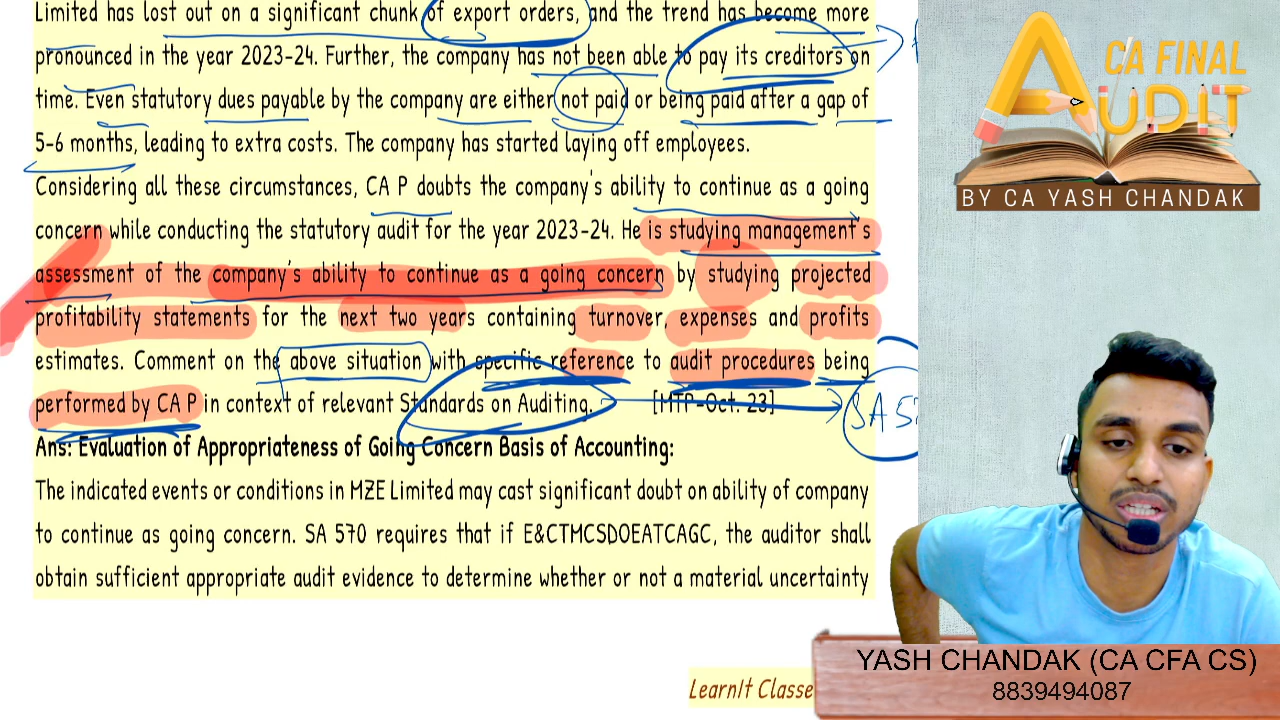 Limited has lost out on a significant chunk of export orders, and the trend has become more
pronounced in the year 2023-24. Further, the company has not been able to pay its creditors on
time. Even statutory dues payable by the company are either not paid or being paid after a gap of
5-6 months, leading to extra costs. The company has started laying off employees.
Considering all these circumstances, CA P doubts the company's ability to continue as a going
concern while conducting the statutory audit for the year 2023-24. He is studying management's
assessment of the company's ability to continue as a going concern by studying projected
profitability statements for the next two years containing turnover, expenses and profits
estimates. Comment on the above situation with specific reference to audit procedures being
performed by CA P in context of relevant Standards on Auditing. [MTP-Oct. 23]
SA 5
Ans: Evaluation of Appropriateness of Going Concern Basis of Accounting:
The indicated events or conditions in MZE Limited may cast significant doubt on ability of company
to continue as going concern. SA 570 requires that if E&CTMCSDOEATCAGC, the auditor shall
obtain sufficient appropriate audit evidence to determine whether or not a material uncertainty
LearnIt Classe
CA FINAL
AUDIT
BY CA YASH CHANDAK
YASH CHANDAK (CA CFA CS)
8839494087